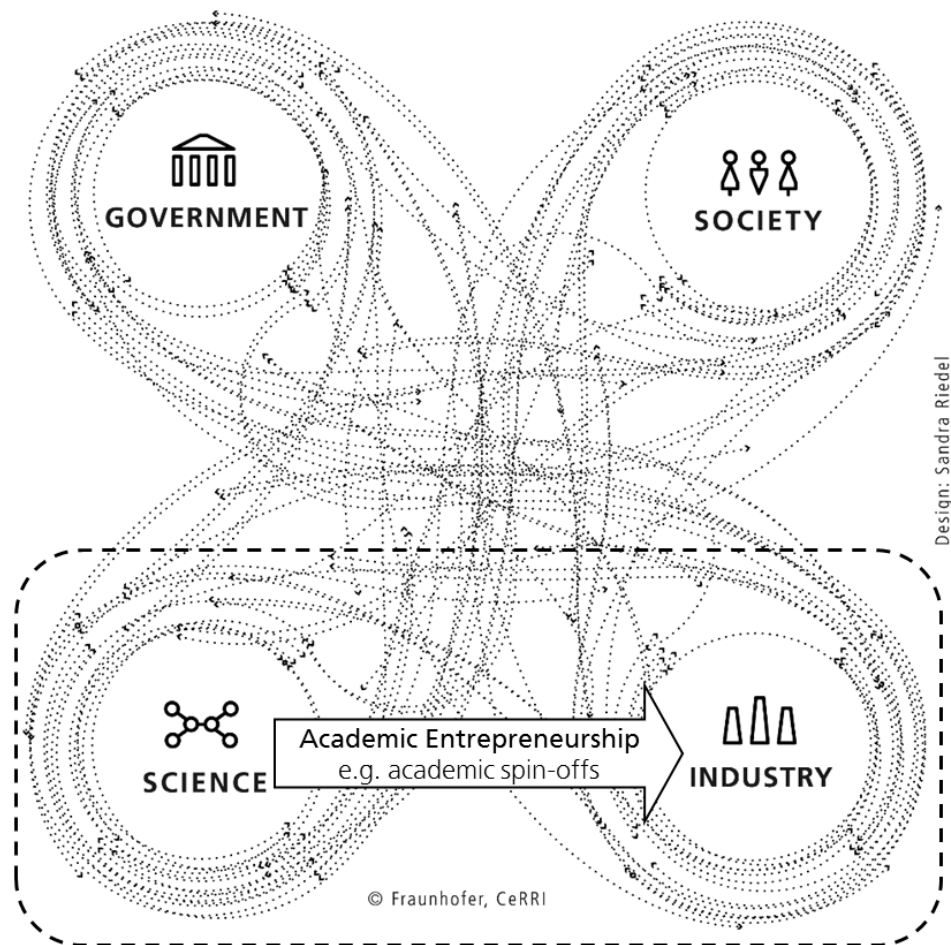 GOVERNMENT
SOCIETY
Design: Sandra Riedel
Academic Entrepreneurship
e.g. academic spin-offs
SCIENCE
INDUSTRY
© Fraunhofer, CeRRI